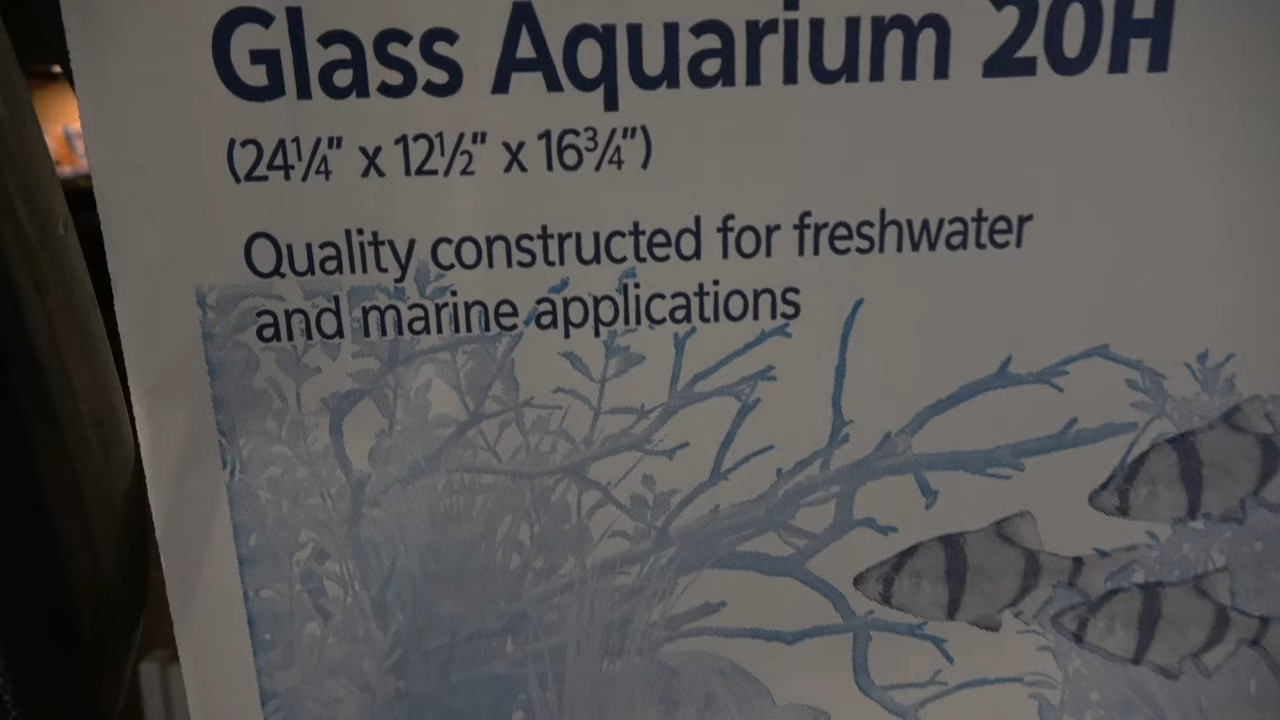 Glass Aquarium 20H
(24¼" x 12½" x 16¾")
Quality constructed for freshwater
and marine applications